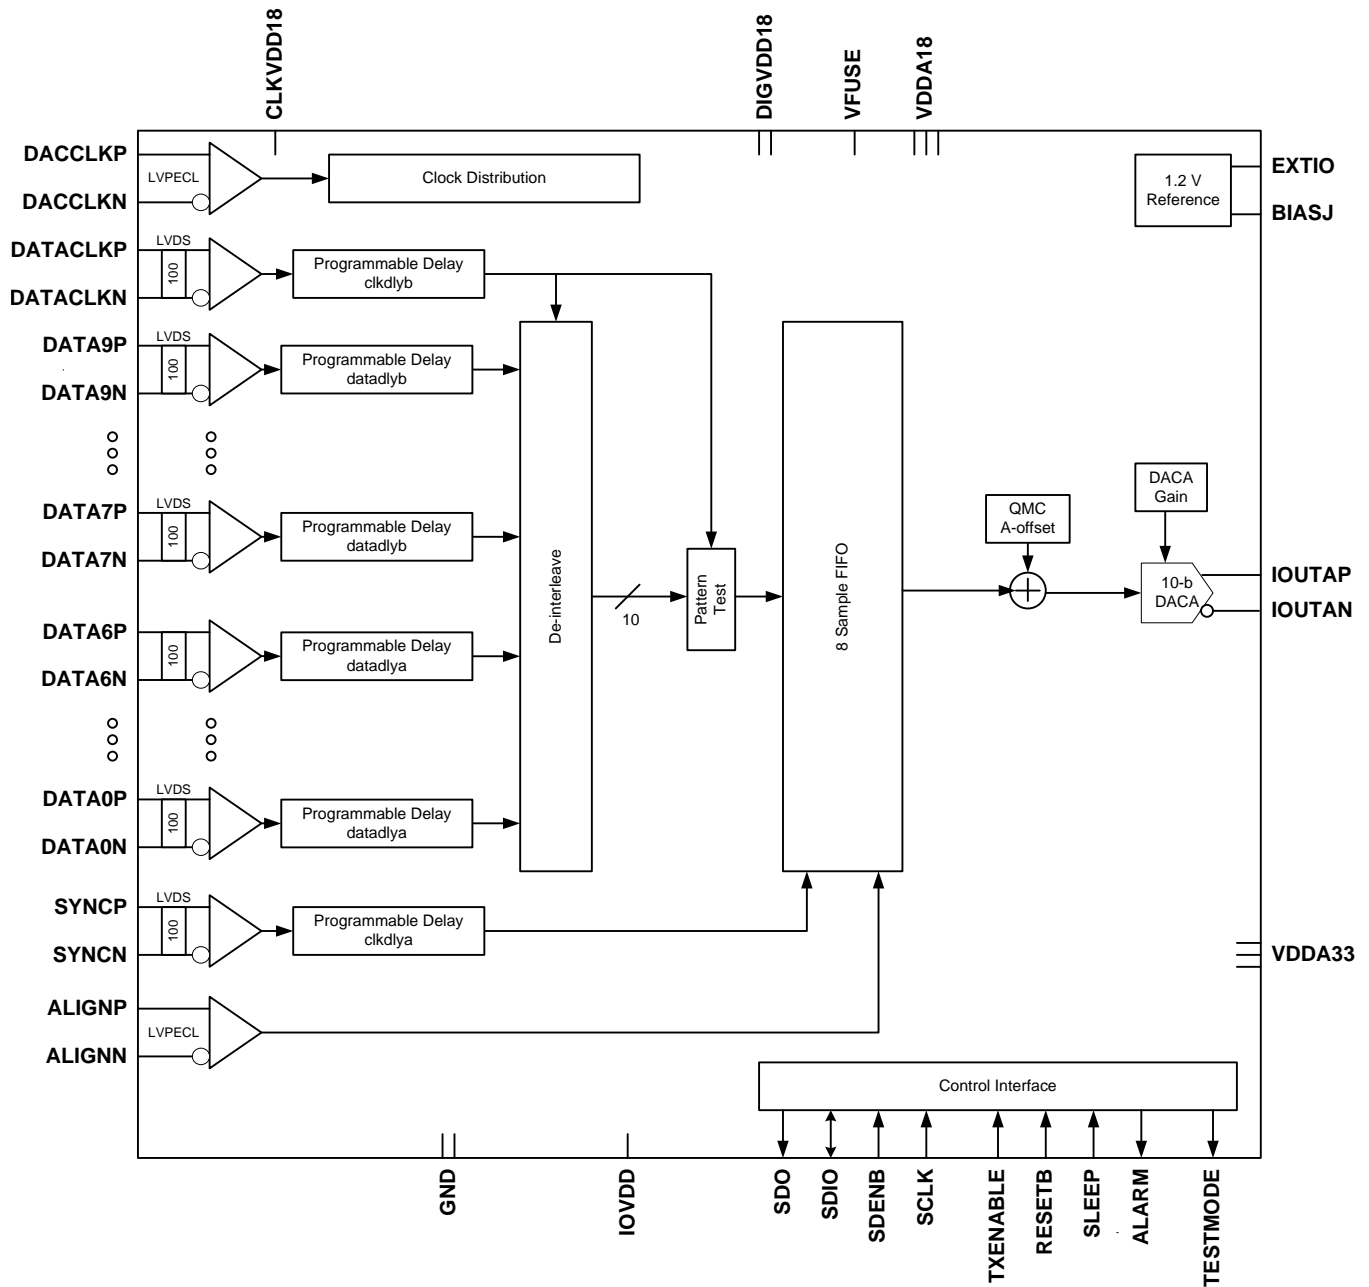 CLKVDD18
DIGVDD18
VFUSE
VDDA18
DACCLKP
LVPECL
DACCLKN
Clock Distribution
1.2 V
Reference
EXTIO
BIASJ
DATACLKP
LVDS
100
DATACLKN
Programmable Delay
clkdlyb
DATA9P
LVDS
100
DATA9N
Programmable Delay
datadlyb
DATA7P
LVDS
100
DATA7N
Programmable Delay
datadlyb
DATA6P
100
DATA6N
Programmable Delay
datadlya
DATA0P
LVDS
100
DATA0N
Programmable Delay
datadlya
De-interleave
10
Pattern
Test
8 Sample FIFO
QMC
A-offset
DACA
Gain
10-b
DACA
IOUTAP
IOUTAN
SYNCP
LVDS
100
SYNCN
Programmable Delay
clkdlya
VDDA33
ALIGNP
LVPECL
ALIGNN
Control Interface
GND
IOVDD
SDO
SDIO
SDENB
SCLK
TXENABLE
RESETB
SLEEP
ALARM
TESTMODE